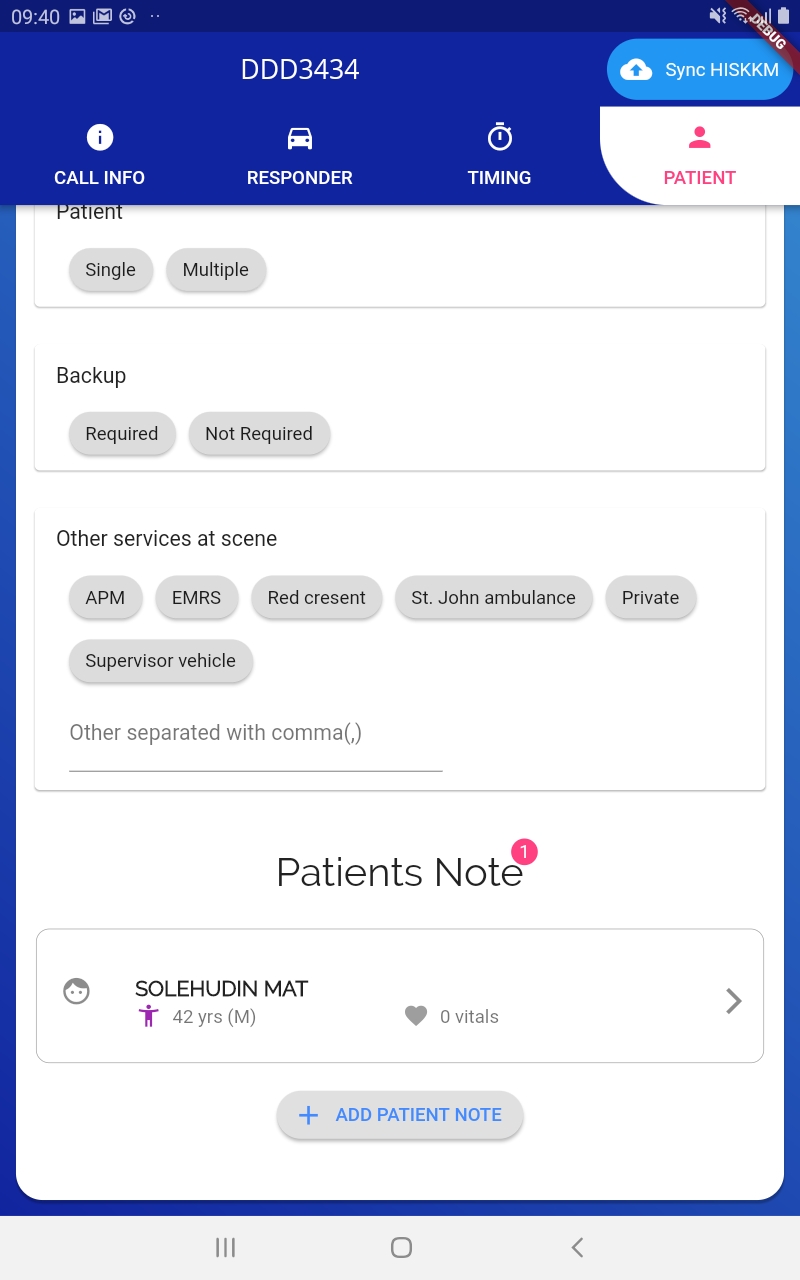 09:40
DEBUG
DDD3434
Sync HISKKM
CALL INFO RESPONDER TIMING PATIENT
Patient
Single Multiple
Backup
Required Not Required
Other services at scene
APM EMRS Red cresent St. John ambulance Private
Supervisor vehicle
Other separated with comma(,)
Patients Note 1
SOLEHUDIN MAT
42 yrs (M) 0 vitals
ADD PATIENT NOTE